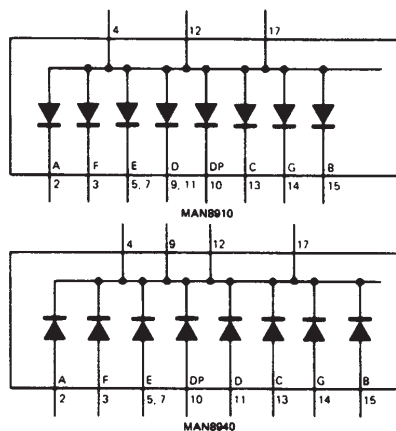 4 12 17
A F E D DP C G B
2 3 5, 7 9, 11 10 13 14 15
MAN8910
4 9 12 17
A F E DP D C G B
2 3 5, 7 10 11 13 14 15
MAN8940